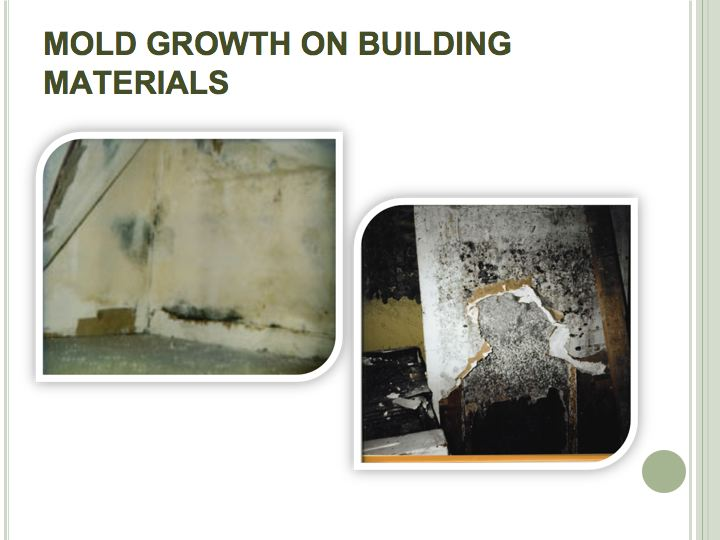 MOLD GROWTH ON BUILDING
MATERIALS